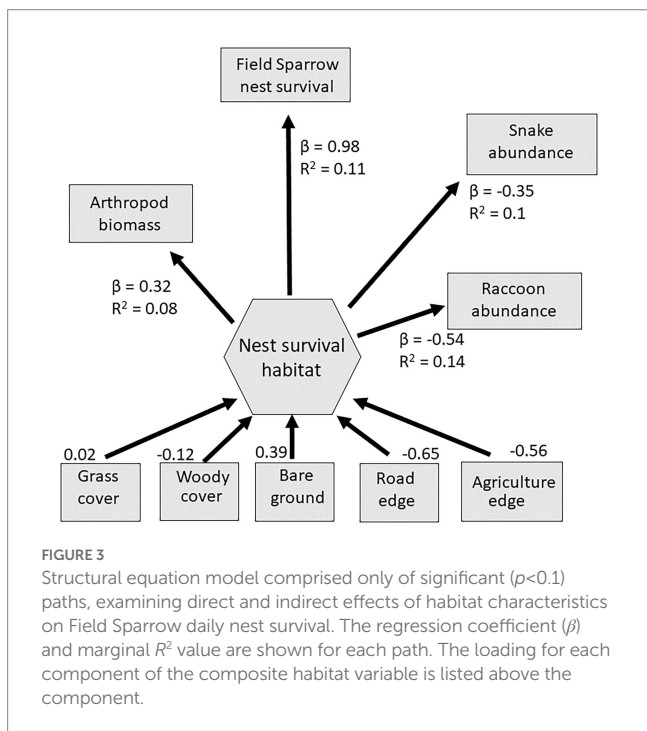 Field Sparrow
nest survival
Snake
abundance
β = 0.98
R² = 0.11
β = -0.35
R² = 0.1
Arthropod
biomass
β = 0.32
R² = 0.08
Raccoon
abundance
β = -0.54
R² = 0.14
Nest survival
habitat
0.02
-0.12
0.39
-0.65
-0.56
Grass
cover
Woody
cover
Bare
ground
Road
edge
Agriculture
edge
FIGURE 3
Structural equation model comprised only of significant (p<0.1)
paths, examining direct and indirect effects of habitat characteristics
on Field Sparrow daily nest survival. The regression coefficient (β)
and marginal R² value are shown for each path. The loading for each
component of the composite habitat variable is listed above the
component.